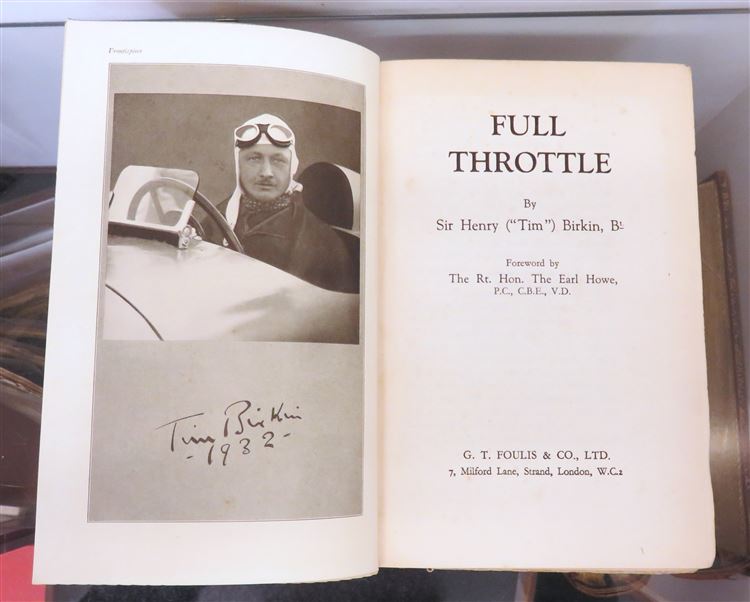 Frontispiece
Tim Birkin
- 1932 -
FULL
THROTTLE
By
Sir Henry ("Tim") Birkin, Bt.
Foreword by
The Rt. Hon. The Earl Howe,
P.C., C.B.E., V.D.
G. T. FOULIS & CO., LTD.
7, Milford Lane, Strand, London, W.C.2